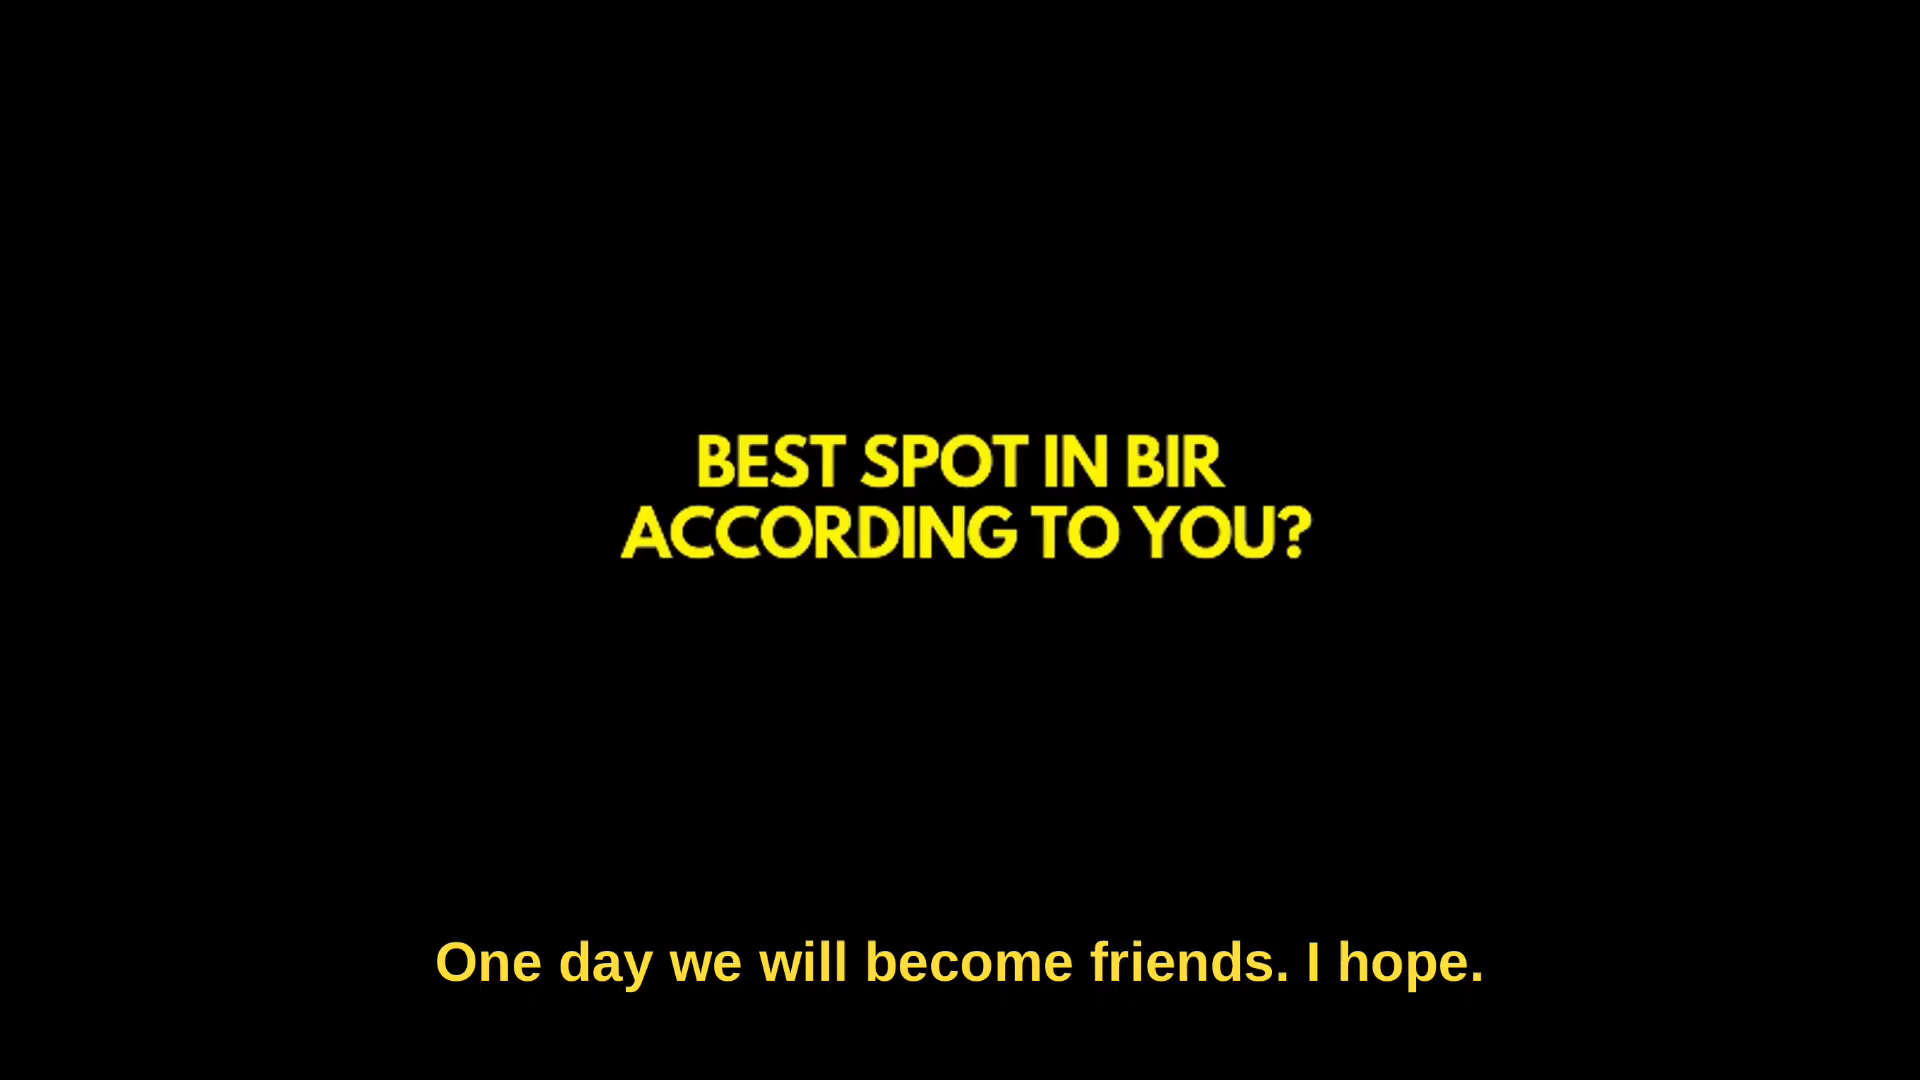 BEST SPOT IN BIR
ACCORDING TO YOU?
One day we will become friends. I hope.